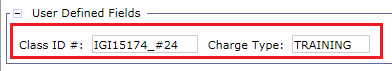 User Defined Fields
Class ID #: IGI15174_#24 Charge Type: TRAINING